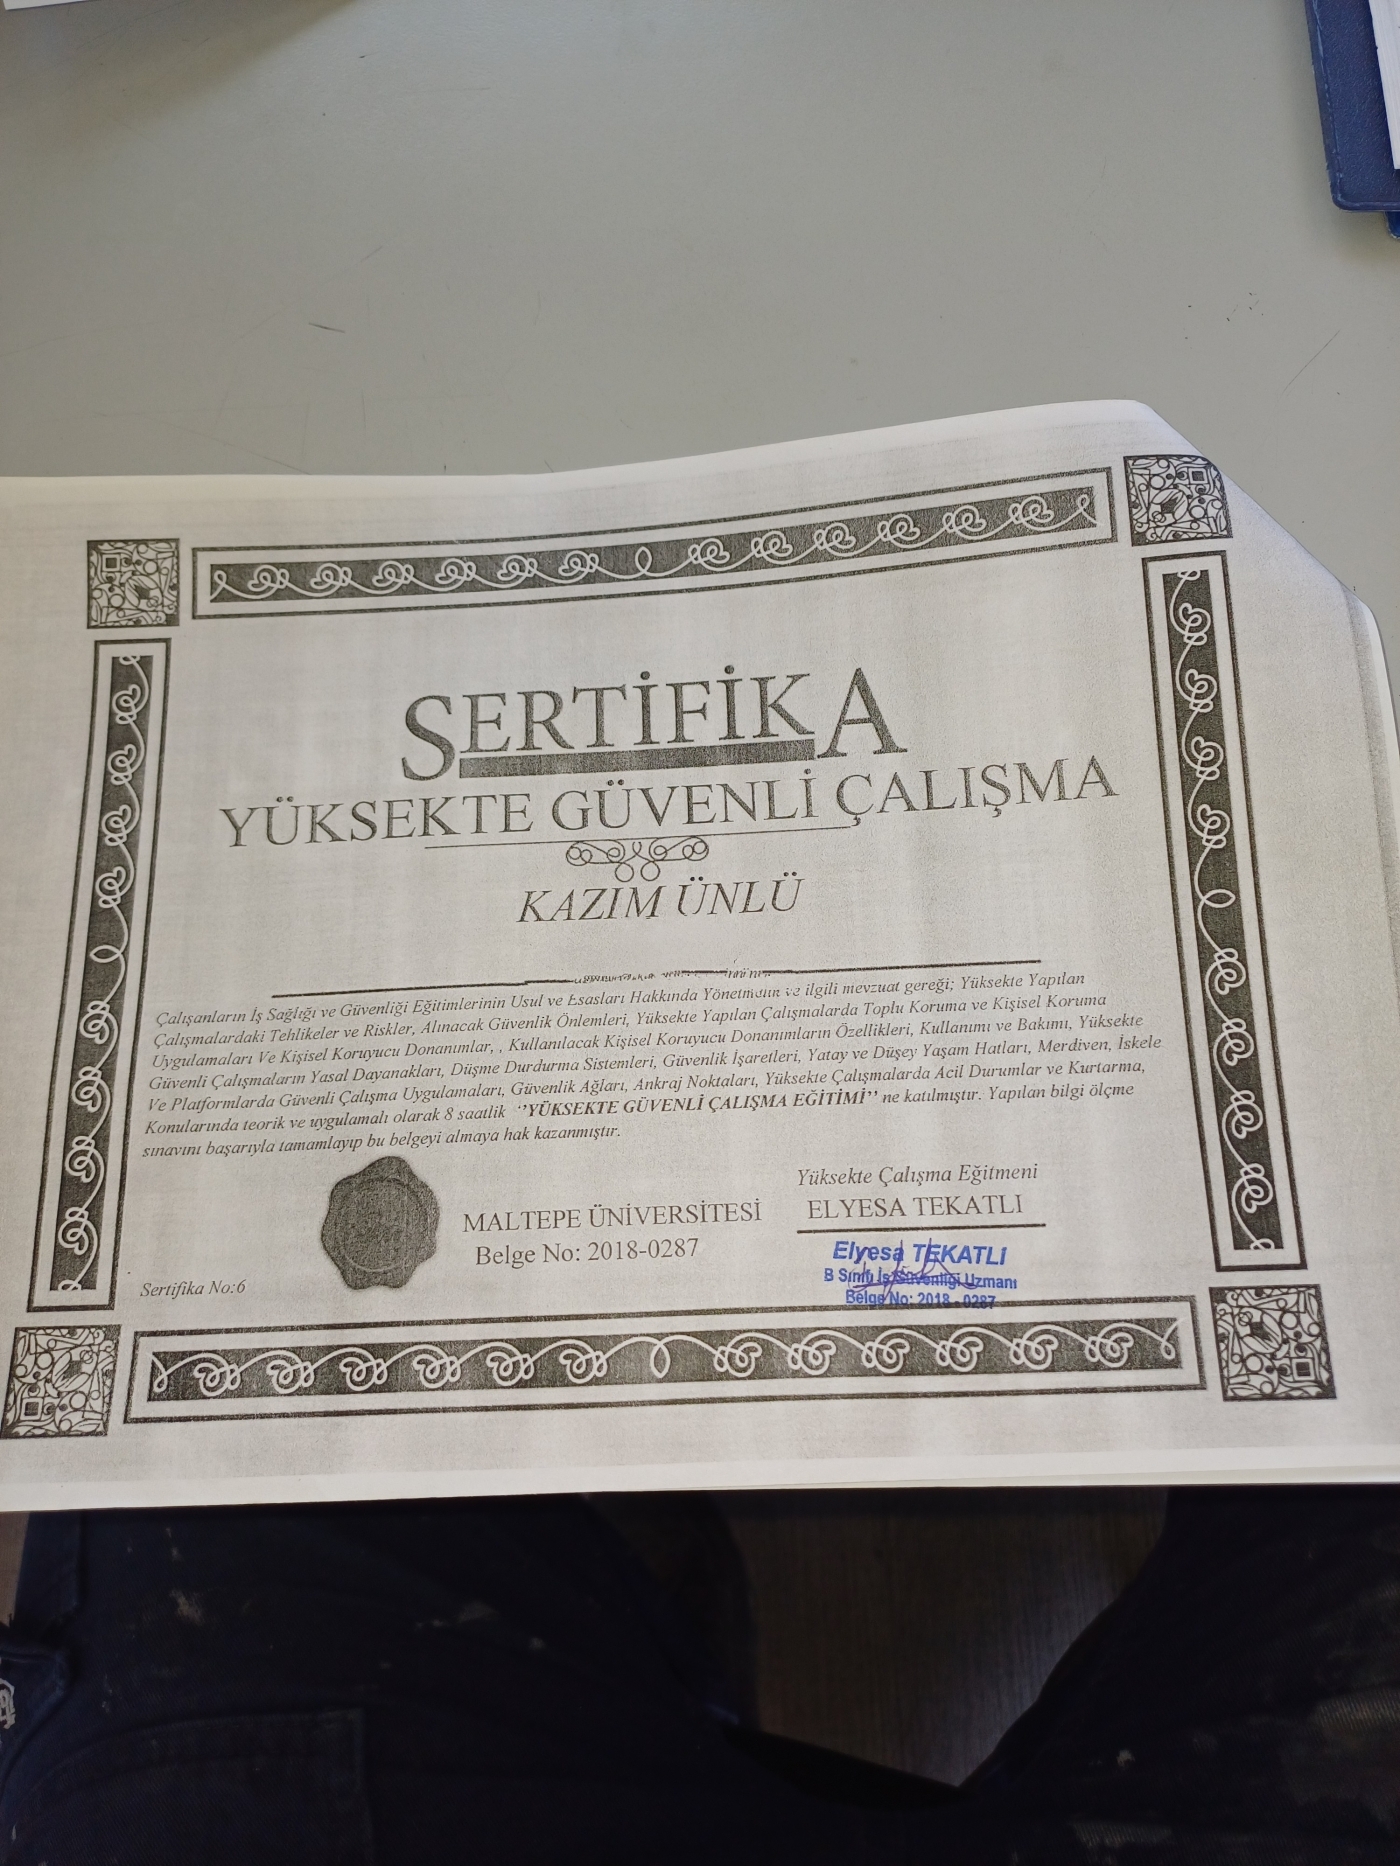 SERTİFİKA
YÜKSEKTE GÜVENLİ ÇALIŞMA
KAZIM ÜNLÜ
Çalışanların İş Sağlığı ve Güvenliği Eğitimlerinin Usul ve Esasları Hakkında Yönetmelik ve ilgili mevzuat gereği; Yüksekte Yapılan
Çalışmalardaki Tehlikeler ve Riskler, Alınacak Güvenlik Önlemleri, Yüksekte Yapılan Çalışmalarda Toplu Koruma ve Kişisel Koruma
Uygulamaları Ve Kişisel Koruyucu Donanımlar, , Kullanılacak Kişisel Koruyucu Donanımların Özellikleri, Kullanımı ve Bakımı, Yüksekte
Güvenli Çalışmaların Yasal Dayanakları, Düşme Durdurma Sistemleri, Güvenlik İşaretleri, Yatay ve Düşey Yaşam Hatları, Merdiven, İskele
Ve Platformlarda Güvenli Çalışma Uygulamaları, Güvenlik Ağları, Ankraj Noktaları, Yüksekte Çalışmalarda Acil Durumlar ve Kurtarma,
Konularında teorik ve uygulamalı olarak 8 saatlik ‘’YÜKSEKTE GÜVENLİ ÇALIŞMA EĞİTİMİ’’ ne katılmıştır. Yapılan bilgi ölçme
sınavını başarıyla tamamlayıp bu belgeyi almaya hak kazanmıştır.
Yüksekte Çalışma Eğitmeni
MALTEPE ÜNİVERSİTESİ ELYESA TEKATLI
Belge No: 2018-0287
Elyesa TEKATLI
B Sınıfı İş Güvenliği Uzmanı
Belge No: 2018 - 0287
Sertifika No:6